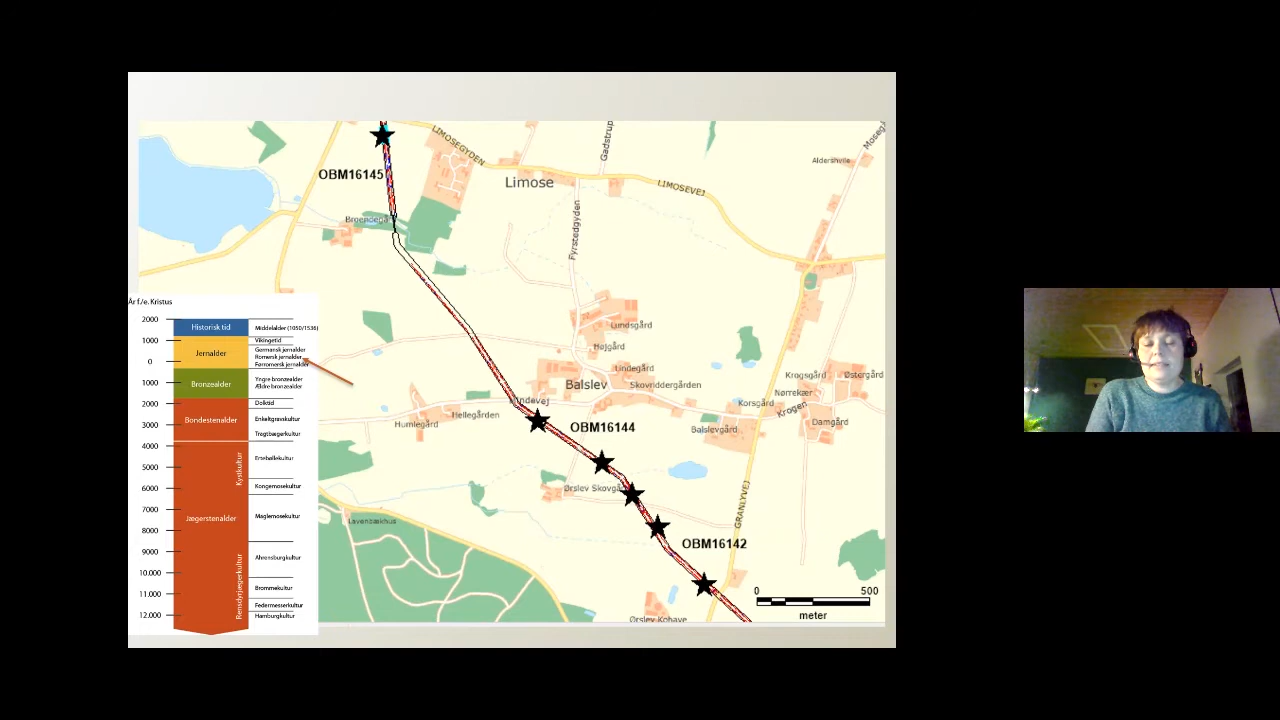 LIMOSEGYDEN
Gadstrup
Moseg
Aldershvile
OBM16145
Limose
LIMOSEVEJ
Fyrstedgyden
Lundsgård
Højgård
Lindegård
Balslev
Skovriddergården
Krogsgård
Østergård
Nørrekær
Korsgård
Krogen
Hellegården
Humlegård
OBM16144
Balslevgård
Damgård
Ørslev Skovgård
GRANLYVEJ
OBM16142
0
500
meter
Ørslev Kohave
År f./e. Kristus
2000
Historisk tid
Middelalder (1050/1536)
1000
Vikingetid
Jernalder
Germansk jernalder
Romersk jernalder
0
Førromersk jernalder
Bronzealder
Yngre bronzealder
1000
Ældre bronzealder
2000
Dolktid
Bondestenalder
Enkeltgravskultur
3000
Tragtbægerkultur
4000
Kystkultur
Ertebøllekultur
5000
6000
Kongemosekultur
7000
Jægerstenalder
Maglemosekultur
8000
9000
Ahrensburgkultur
10.000
Rensdyrjægerkultur
Brommekultur
11.000
Federmesserkultur
12.000
Hamburgkultur